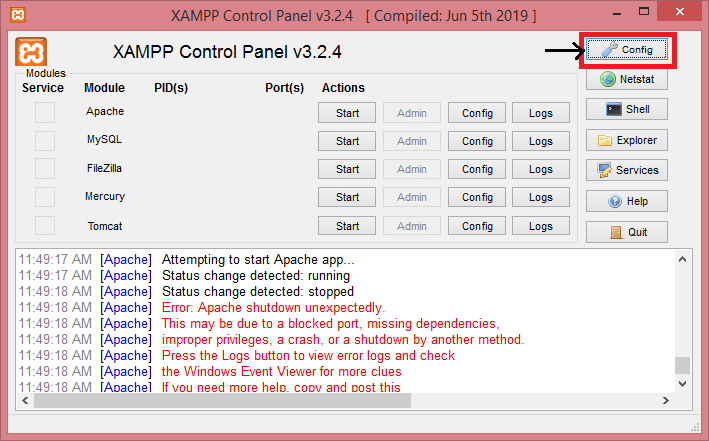 XAMPP Control Panel v3.2.4 [ Compiled: Jun 5th 2019 ]
XAMPP Control Panel v3.2.4
Config
Modules
Service Module PID(s) Port(s) Actions
Netstat
Apache Start Admin Config Logs
Shell
MySQL Start Admin Config Logs
Explorer
FileZilla Start Admin Config Logs
Services
Mercury Start Admin Config Logs
Help
Tomcat Start Admin Config Logs
Quit
11:49:17 AM [Apache] Attempting to start Apache app...
11:49:17 AM [Apache] Status change detected: running
11:49:18 AM [Apache] Status change detected: stopped
11:49:18 AM [Apache] Error: Apache shutdown unexpectedly.
11:49:18 AM [Apache] This may be due to a blocked port, missing dependencies,
11:49:18 AM [Apache] improper privileges, a crash, or a shutdown by another method.
11:49:18 AM [Apache] Press the Logs button to view error logs and check
11:49:18 AM [Apache] the Windows Event Viewer for more clues
11:49:18 AM [Apache] If you need more help, copy and post this